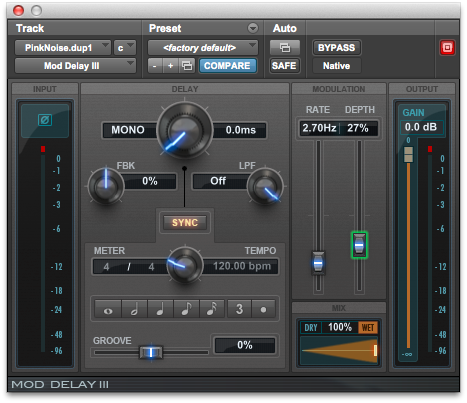 Track Preset Auto
PinkNoise.dup1 c <factory default> BYPASS
Mod Delay III - + COMPARE SAFE Native
INPUT DELAY MODULATION OUTPUT
RATE DEPTH GAIN
MONO 0.0ms 2.70Hz 27% 0.0 dB
0
FBK LPF
0% Off
SYNC
METER TEMPO
4 / 4 120.00 bpm
3
GROOVE 0%
MIX
DRY 100% WET
0
-1
-2
-3
-6
-12
-18
-24
-48
-96
0
-1
-2
-3
-6
-12
-18
-24
-48
-96
-∞
MOD DELAY III